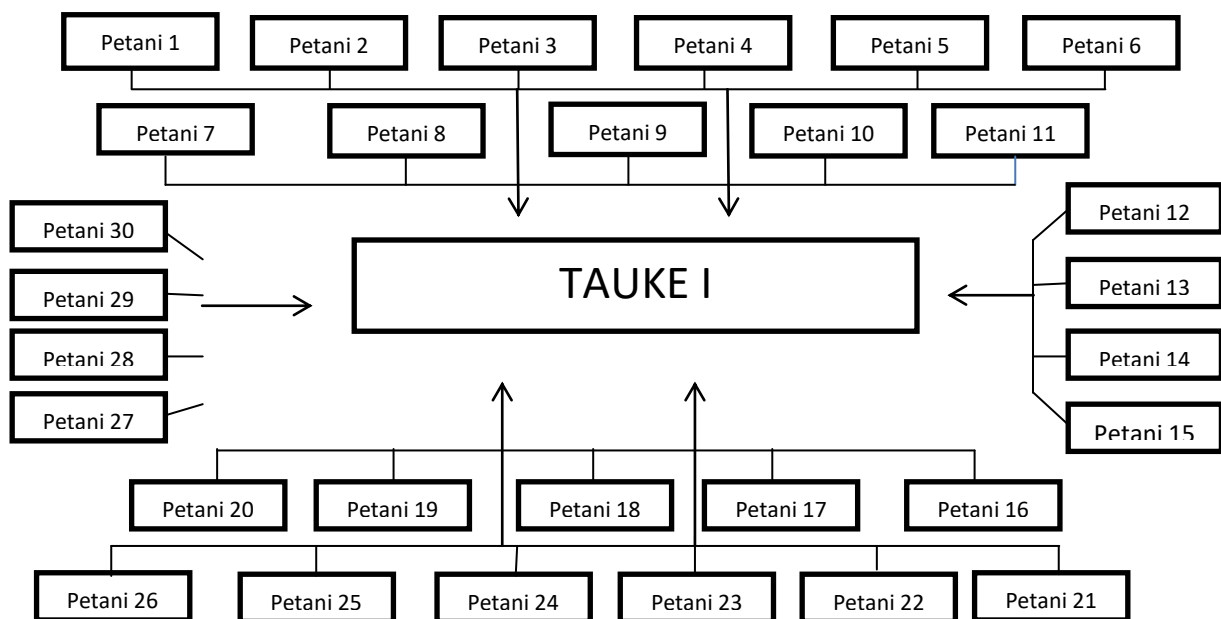 Petani 1
Petani 2
Petani 3
Petani 4
Petani 5
Petani 6
Petani 7
Petani 8
Petani 9
Petani 10
Petani 11
Petani 30
Petani 12
TAUKE I
Petani 29
Petani 13
Petani 28
Petani 14
Petani 27
Petani 15
Petani 20
Petani 19
Petani 18
Petani 17
Petani 16
Petani 26
Petani 25
Petani 24
Petani 23
Petani 22
Petani 21